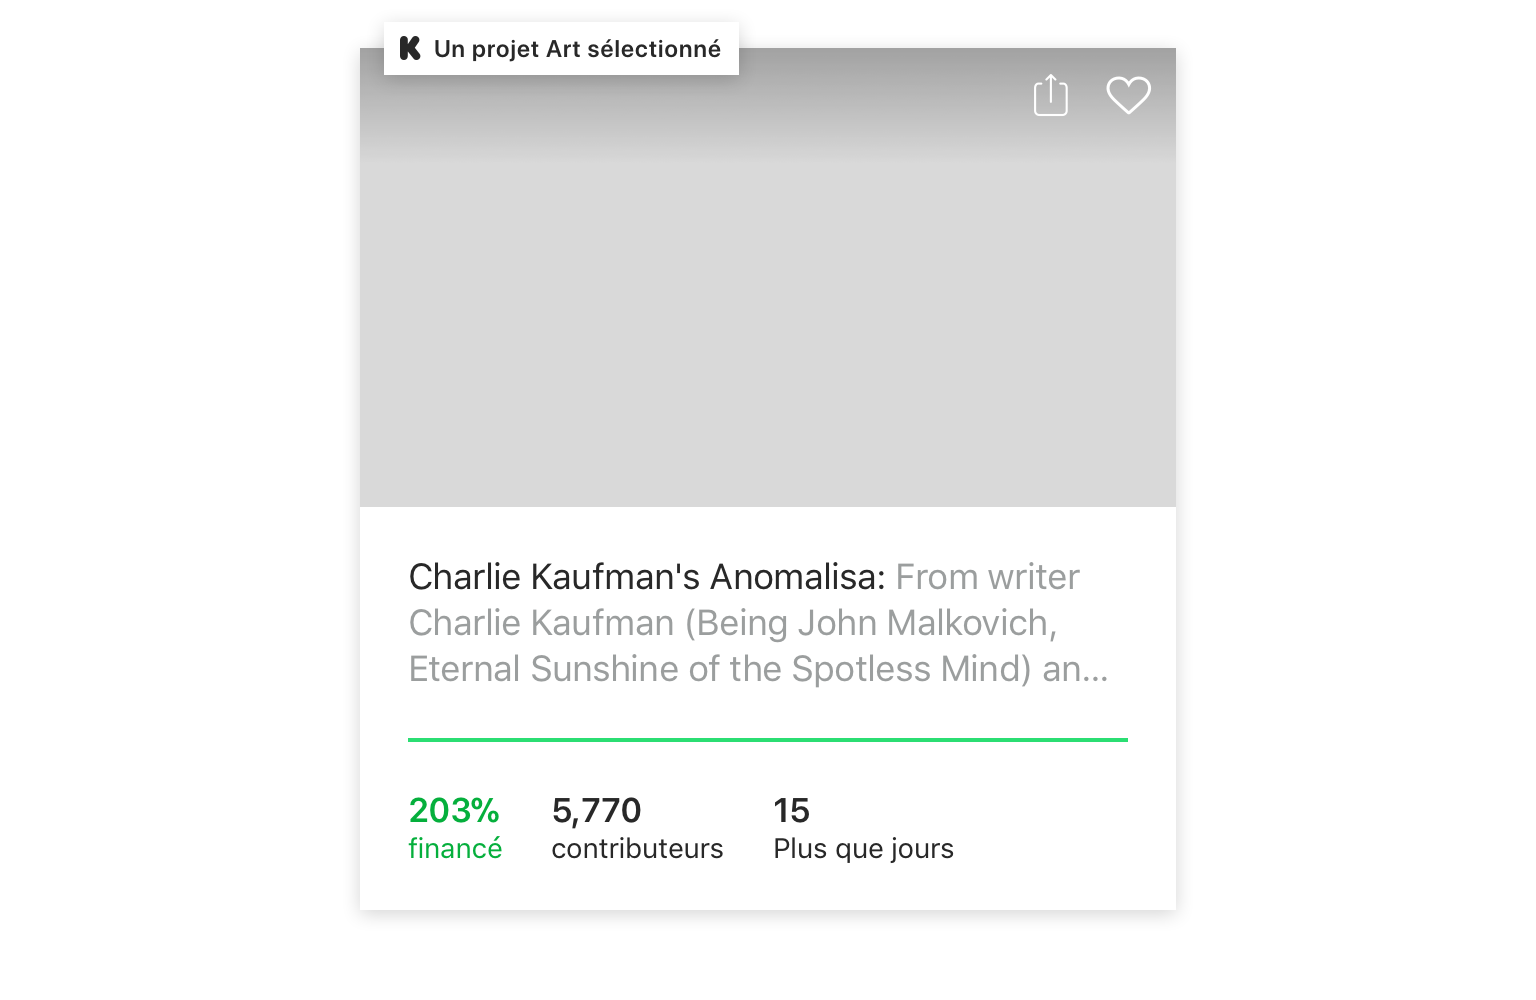 Un projet Art sélectionné
Charlie Kaufman's Anomalisa: From writer
Charlie Kaufman (Being John Malkovich,
Eternal Sunshine of the Spotless Mind) an...
203% 5,770 15
financé contributeurs Plus que jours